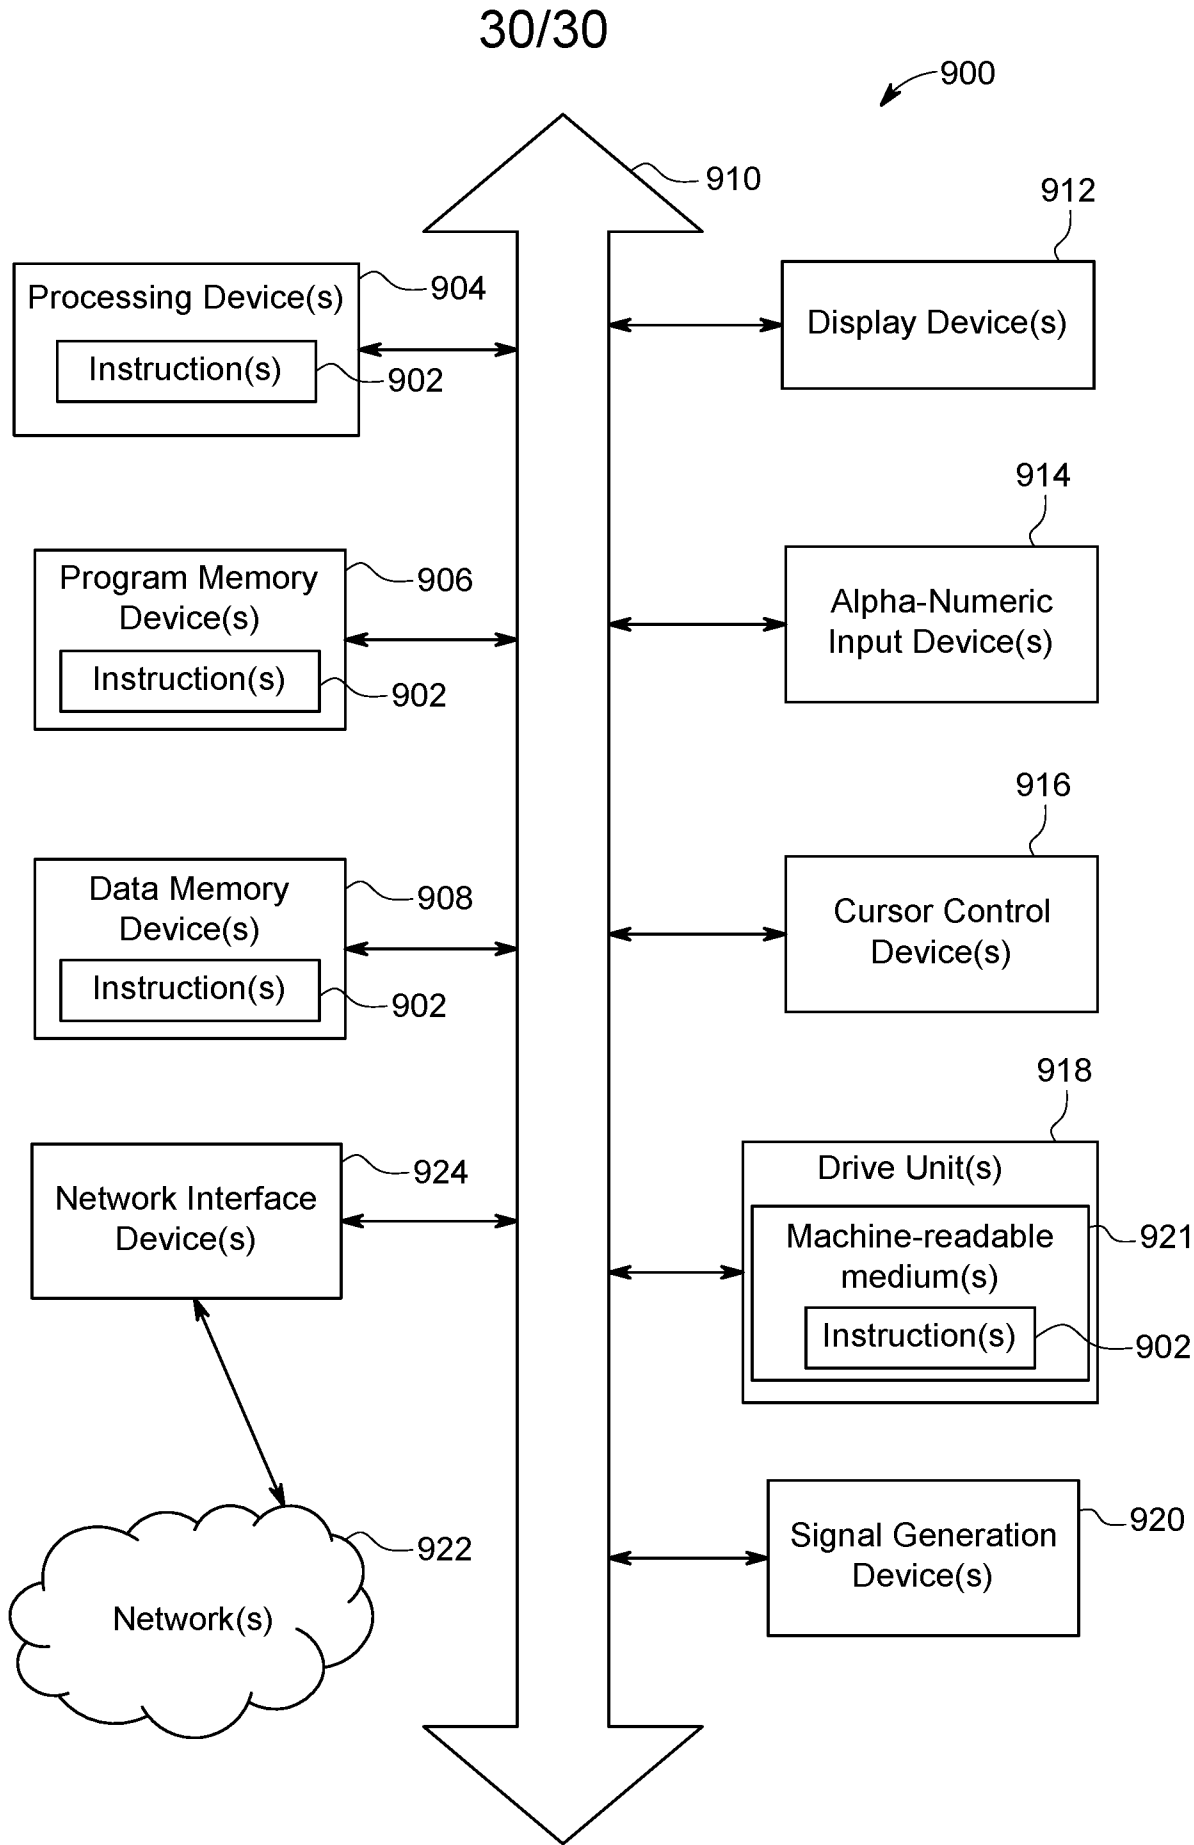 30/30
900
910
912
Processing Device(s)
904
Instruction(s)
902
Display Device(s)
914
Program Memory
Device(s)
906
Instruction(s)
902
Alpha-Numeric
Input Device(s)
916
Data Memory
Device(s)
908
Instruction(s)
902
Cursor Control
Device(s)
918
Network Interface
Device(s)
924
Drive Unit(s)
Machine-readable
medium(s)
921
Instruction(s)
902
Network(s)
922
Signal Generation
Device(s)
920